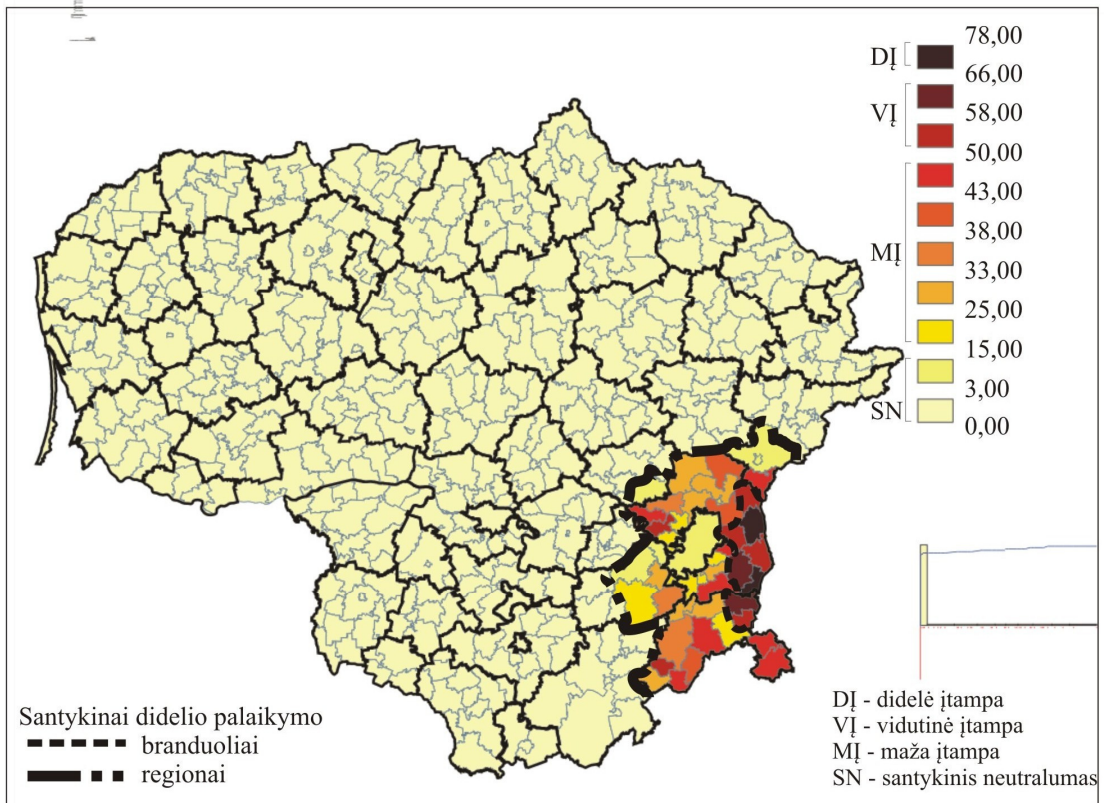 78,00
DĮ
66,00
VĮ
58,00
50,00
43,00
38,00
MĮ
33,00
25,00
15,00
3,00
SN
0,00
Santykinai didelio palaikymo
branduoliai
regionai
DĮ - didelė įtampa
VĮ - vidutinė įtampa
MĮ - maža įtampa
SN - santykinis neutralumas